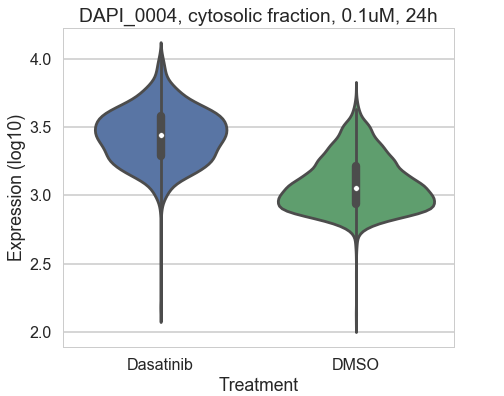 DAPI_0004, cytosolic fraction, 0.1uM, 24h
Expression (log10)
4.0
3.5
3.0
2.5
2.0
Dasatinib DMSO
Treatment